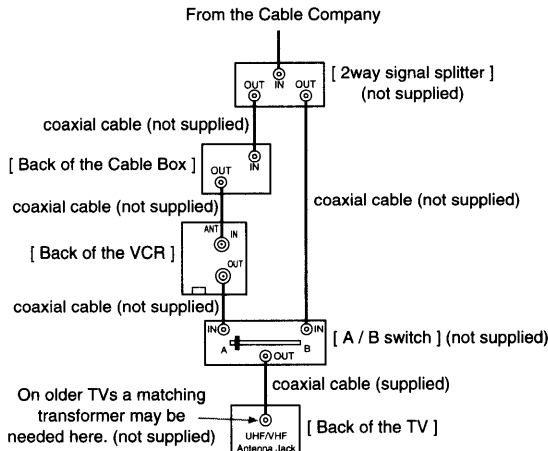 From the Cable Company
IN
OUT OUT
[ 2way signal splitter ]
(not supplied)
coaxial cable (not supplied)
[ Back of the Cable Box ]
OUT
IN
coaxial cable (not supplied)
coaxial cable (not supplied)
ANT
IN
[ Back of the VCR ]
OUT
coaxial cable (not supplied)
IN
IN
A
B
[ A / B switch ] (not supplied)
OUT
coaxial cable (supplied)
On older TVs a matching
transformer may be
needed here. (not supplied)
[ Back of the TV ]
UHF/VHF
Antenna Jack